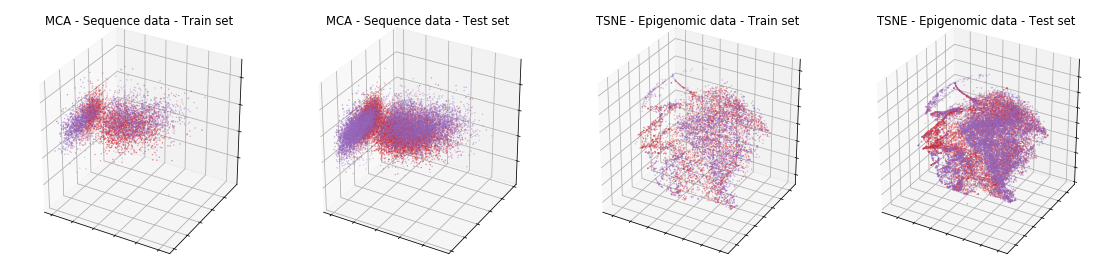 MCA - Sequence data - Train set
MCA - Sequence data - Test set
TSNE - Epigenomic data - Train set
TSNE - Epigenomic data - Test set